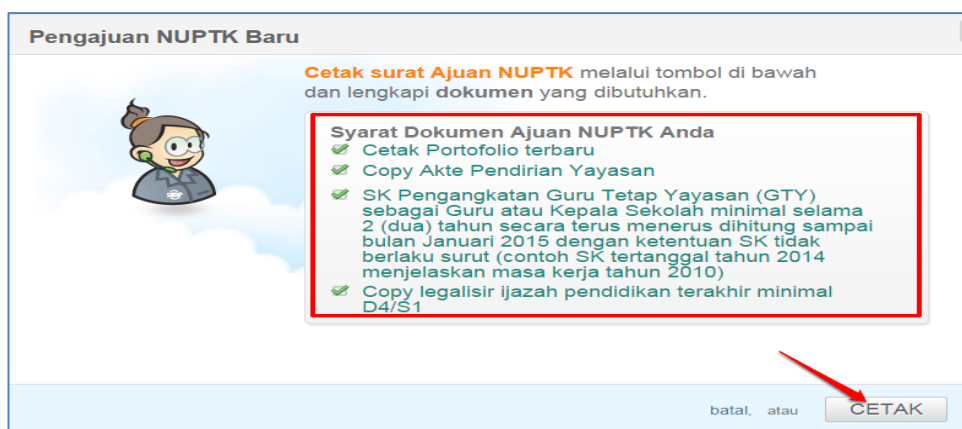 Pengajuan NUPTK Baru
Cetak surat Ajuan NUPTK melalui tombol di bawah
dan lengkapi dokumen yang dibutuhkan.
Syarat Dokumen Ajuan NUPTK Anda
Cetak Portofolio terbaru
Copy Akte Pendirian Yayasan
SK Pengangkatan Guru Tetap Yayasan (GTY)
sebagai Guru atau Kepala Sekolah minimal selama
2 (dua) tahun secara terus menerus dihitung sampai
bulan Januari 2015 dengan ketentuan SK tidak
berlaku surut (contoh SK tertanggal tahun 2014
menjelaskan masa kerja tahun 2010)
Copy legalisir ijazah pendidikan terakhir minimal
D4/S1
batal, atau CETAK